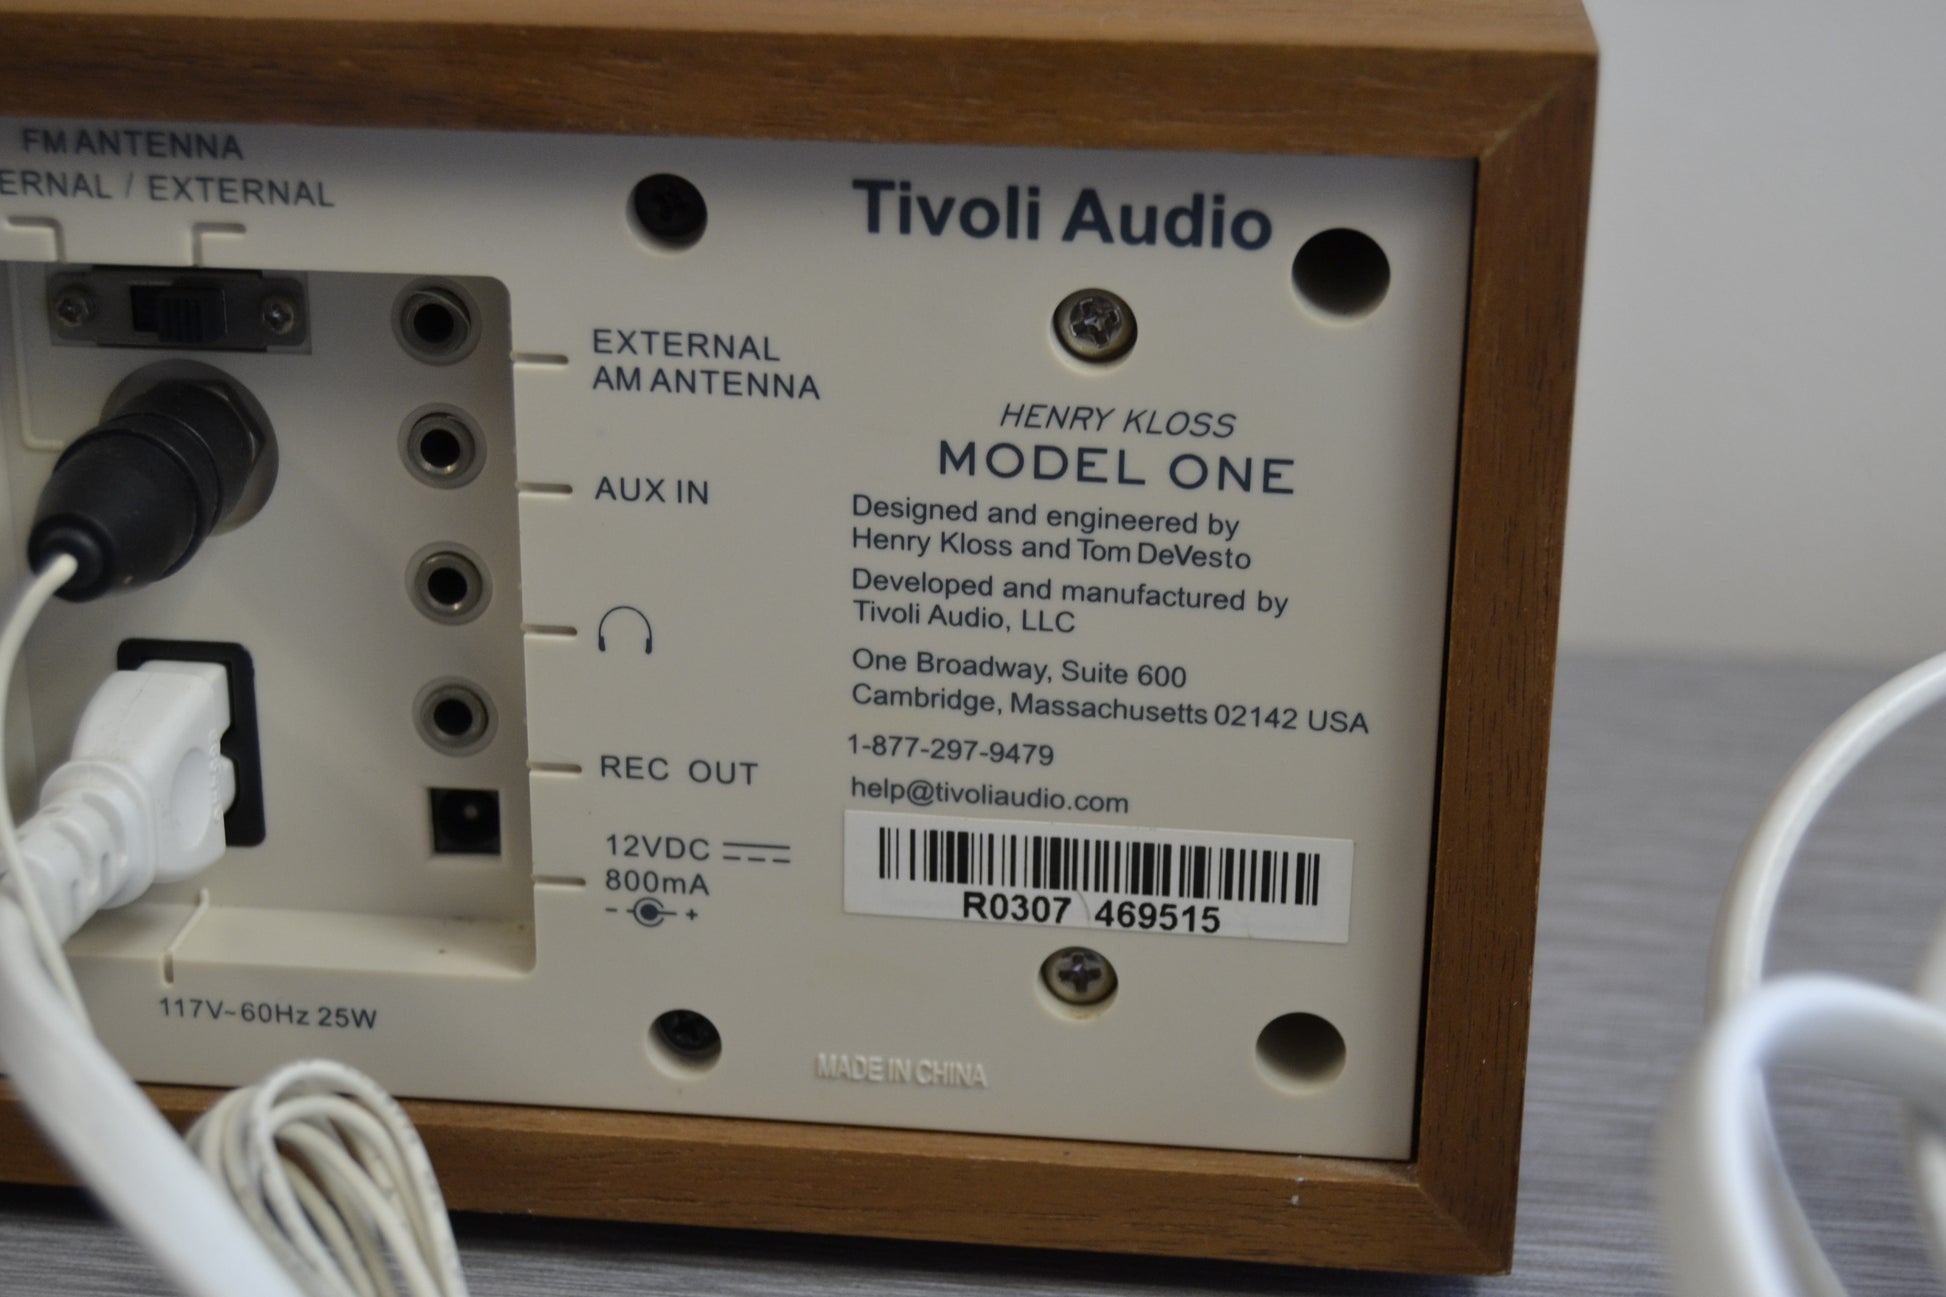 FM ANTENNA
ERNAL / EXTERNAL
EXTERNAL
AM ANTENNA
AUX IN
REC OUT
12VDC
800mA
- +
117V~60Hz 25W
Tivoli Audio
HENRY KLOSS
MODEL ONE
Designed and engineered by
Henry Kloss and Tom DeVesto
Developed and manufactured by
Tivoli Audio, LLC
One Broadway, Suite 600
Cambridge, Massachusetts 02142 USA
1-877-297-9479
help@tivoliaudio.com
R0307 469515
MADE IN CHINA